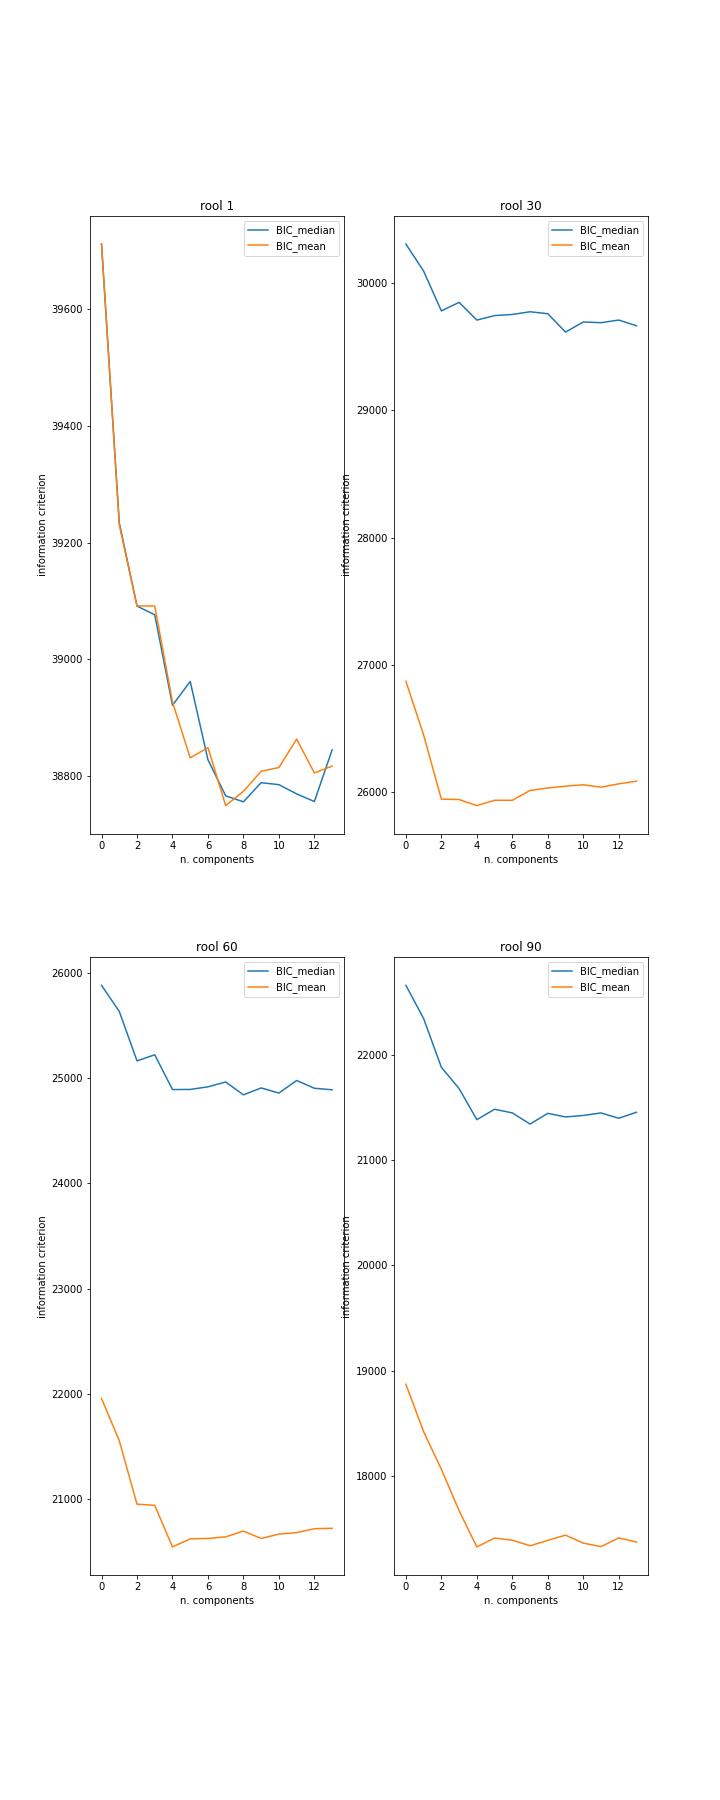 rool 1
BIC_median
BIC_mean
39600
39400
39200
39000
38800
information criterion
0 2 4 6 8 10 12
n. components
rool 30
BIC_median
BIC_mean
30000
29000
28000
27000
26000
information criterion
0 2 4 6 8 10 12
n. components
rool 60
BIC_median
BIC_mean
26000
25000
24000
23000
22000
21000
information criterion
0 2 4 6 8 10 12
n. components
rool 90
BIC_median
BIC_mean
22000
21000
20000
19000
18000
information criterion
0 2 4 6 8 10 12
n. components